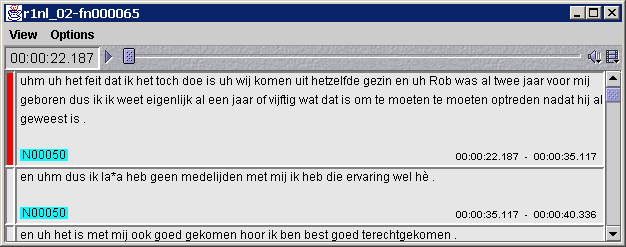 r1nl_02-fn000065
View Options
00:00:22.187
uhm uh het feit dat ik het toch doe is uh wij komen uit hetzelfde gezin en uh Rob was al twee jaar voor mij
geboren dus ik ik weet eigenlijk al een jaar of vijftig wat dat is om te moeten te moeten optreden nadat hij al
geweest is .
N00050 00:00:22.187 - 00:00:35.117
en uhm dus ik la*a heb geen medelijden met mij ik heb die ervaring wel hè .
N00050 00:00:35.117 - 00:00:40.336
en uh het is met mij ook goed gekomen hoor ik ben best goed terechtgekomen .